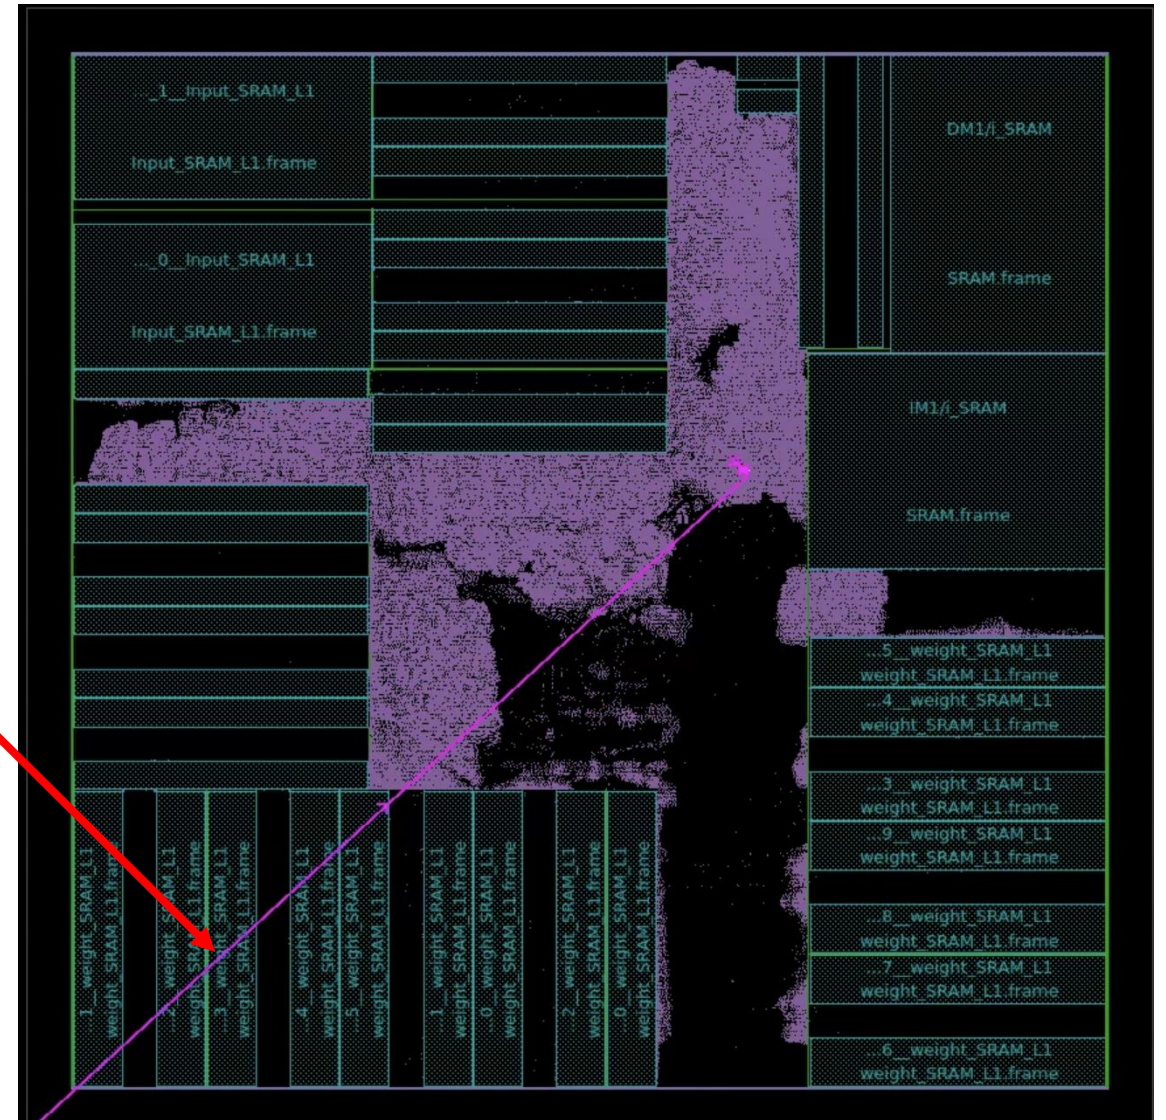 ..._1__Input_SRAM_L1
Input_SRAM_L1.frame
..._0__Input_SRAM_L1
Input_SRAM_L1.frame
DM1/i_SRAM
SRAM.frame
IM1/i_SRAM
SRAM.frame
...5__weight_SRAM_L1
weight_SRAM_L1.frame
...4__weight_SRAM_L1
weight_SRAM_L1.frame
...3__weight_SRAM_L1
weight_SRAM_L1.frame
...9__weight_SRAM_L1
weight_SRAM_L1.frame
...8__weight_SRAM_L1
weight_SRAM_L1.frame
...7__weight_SRAM_L1
weight_SRAM_L1.frame
...6__weight_SRAM_L1
weight_SRAM_L1.frame
...1__weight_SRAM_L1
weight_SRAM_L1.frame
...2__weight_SRAM_L1
weight_SRAM_L1.frame
...3__weight_SRAM_L1
weight_SRAM_L1.frame
...4__weight_SRAM_L1
weight_SRAM_L1.frame
...5__weight_SRAM_L1
weight_SRAM_L1.frame
...1__weight_SRAM_L1
weight_SRAM_L1.frame
...0__weight_SRAM_L1
weight_SRAM_L1.frame
...2__weight_SRAM_L1
weight_SRAM_L1.frame
...0__weight_SRAM_L1
weight_SRAM_L1.frame